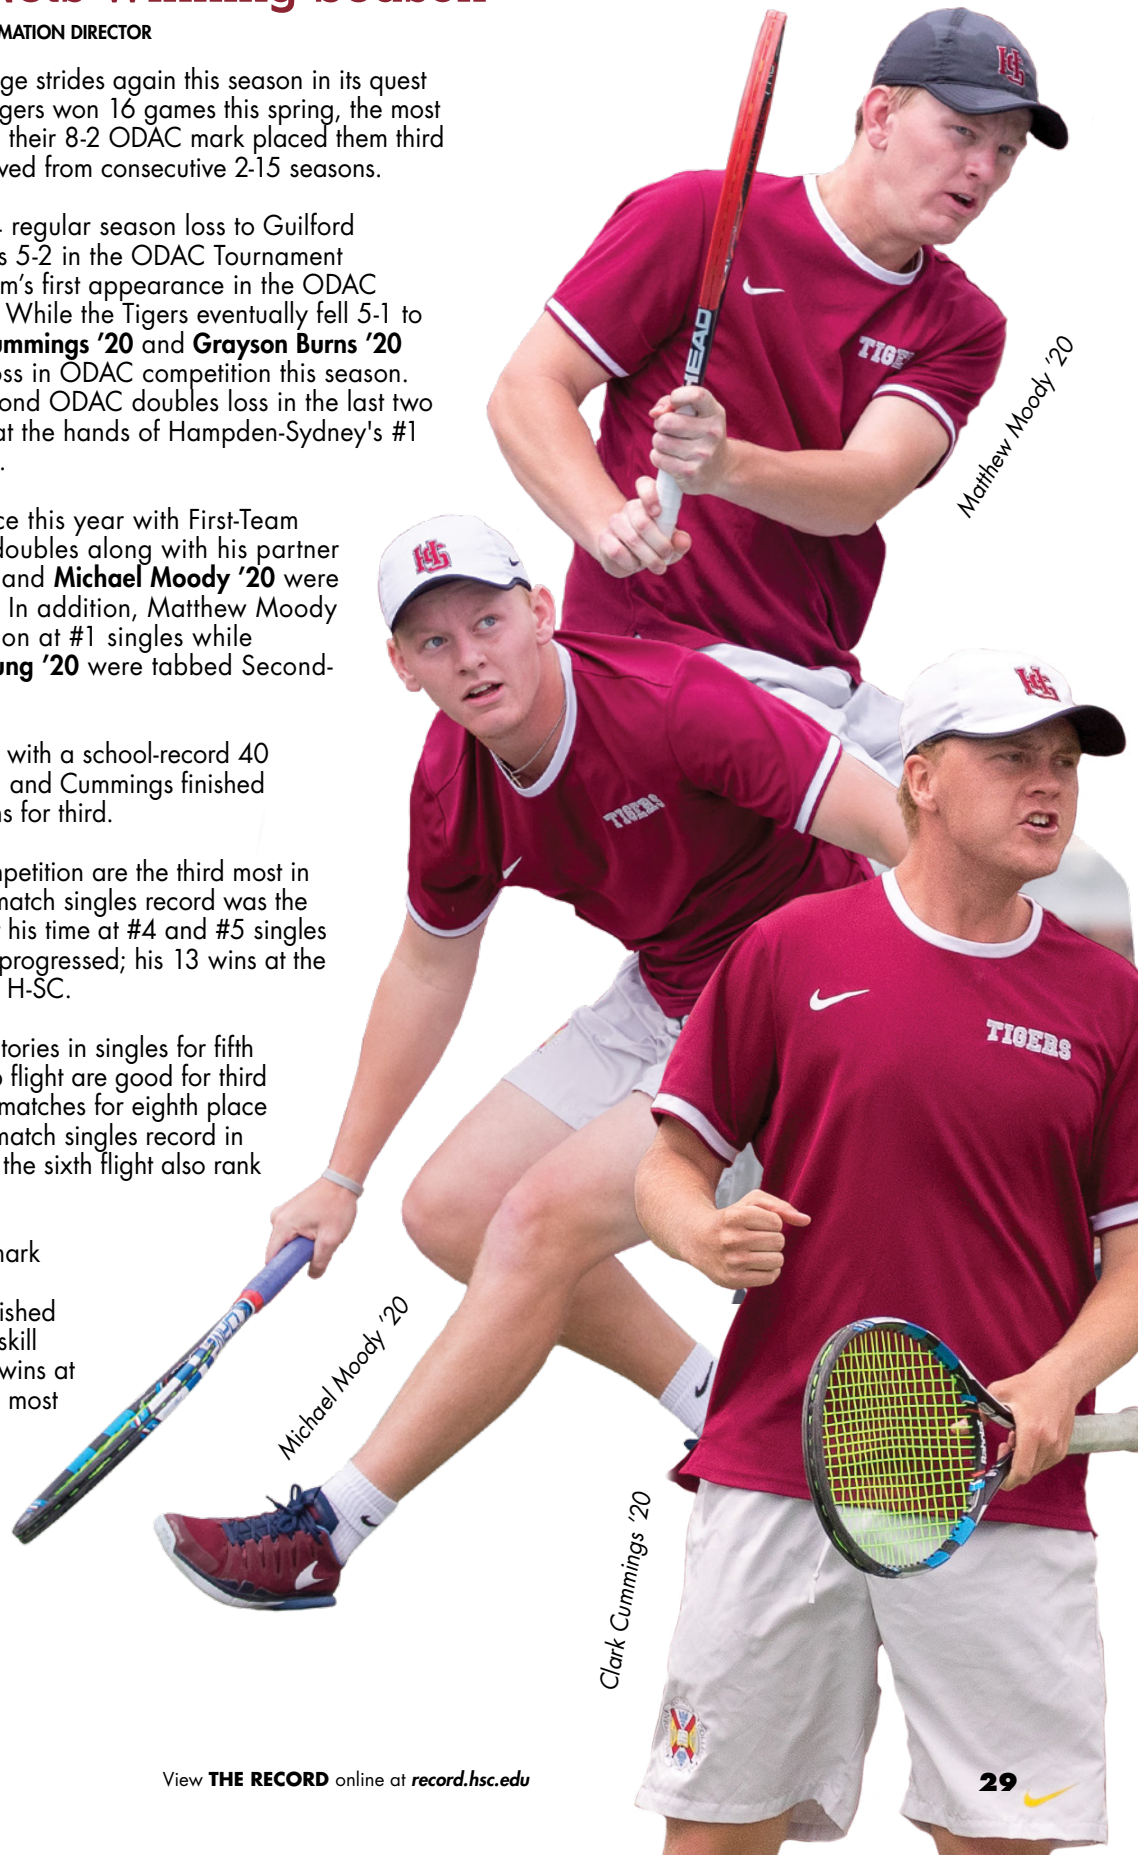 Nets Winning Season
MATION DIRECTOR
ge strides again this season in its quest
gers won 16 games this spring, the most
their 8-2 ODAC mark placed them third
ved from consecutive 2-15 seasons.
regular season loss to Guilford
s 5-2 in the ODAC Tournament
m’s first appearance in the ODAC
While the Tigers eventually fell 5-1 to
ummings ’20 and Grayson Burns ’20
oss in ODAC competition this season.
ond ODAC doubles loss in the last two
at the hands of Hampden-Sydney's #1
.
ce this year with First-Team
doubles along with his partner
and Michael Moody ’20 were
In addition, Matthew Moody
on at #1 singles while
ung ’20 were tabbed Second-
with a school-record 40
and Cummings finished
ns for third.
mpetition are the third most in
match singles record was the
his time at #4 and #5 singles
progressed; his 13 wins at the
H-SC.
tories in singles for fifth
o flight are good for third
matches for eighth place
match singles record in
the sixth flight also rank
mark
ished
skill
wins at
most
HEAD
TIGE
Matthew Moody ’20
TIGERS
Michael Moody ’20
TIGERS
Clark Cummings ’20
View THE RECORD online at record.hsc.edu
29